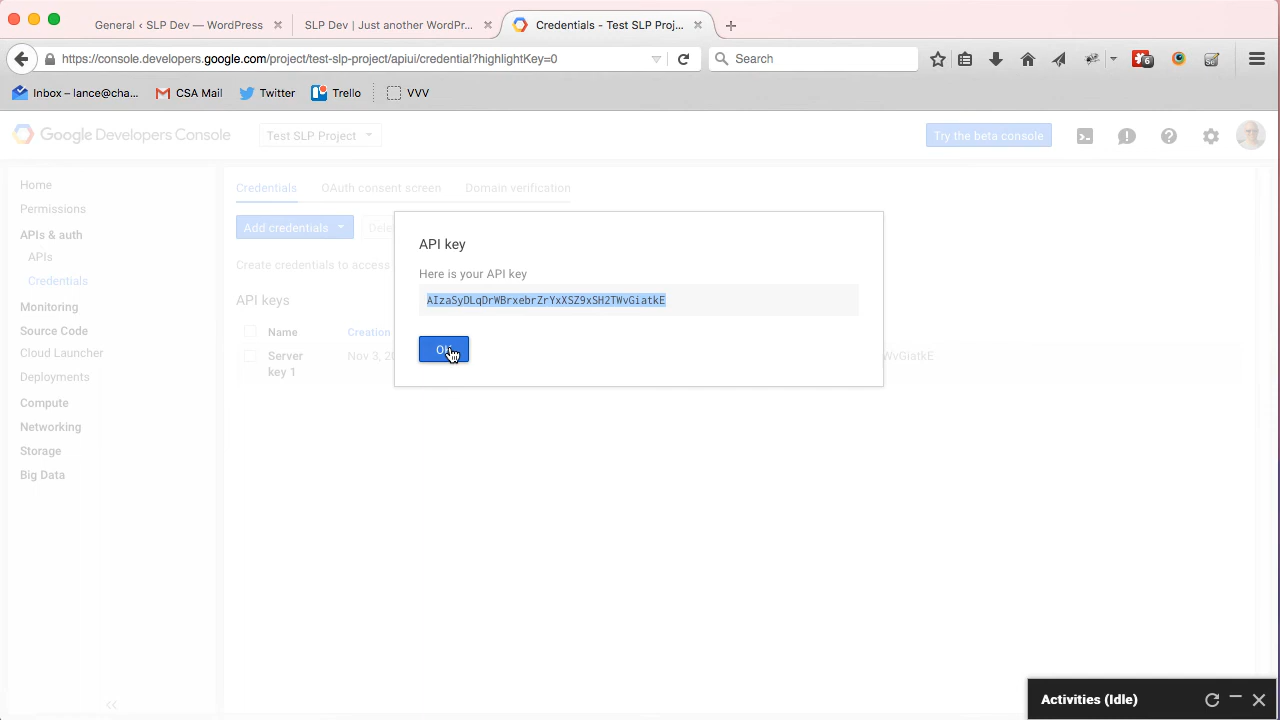 General ‹ SLP Dev — WordPress
SLP Dev | Just another WordPr...
Credentials - Test SLP Proj...
https://console.developers.google.com/project/test-slp-project/apiui/credential?highlightKey=0
Search
6
Inbox – lance@cha...
CSA Mail
Twitter
Trello
VVV
Google Developers Console
Test SLP Project
Try the beta console
Home
Permissions
APIs & auth
APIs
Credentials
Monitoring
Source Code
Cloud Launcher
Deployments
Compute
Networking
Storage
Big Data
Credentials
OAuth consent screen
Domain verification
Add credentials
Dele
Create credentials to access
API keys
Name
Creation
Server
key 1
Nov 3, 20
WvGiatkE
API key
Here is your API key
AIzaSyDLqDrWBrxebrZrYxXSZ9xSH2TWvGiatkE
OK
Activities (Idle)